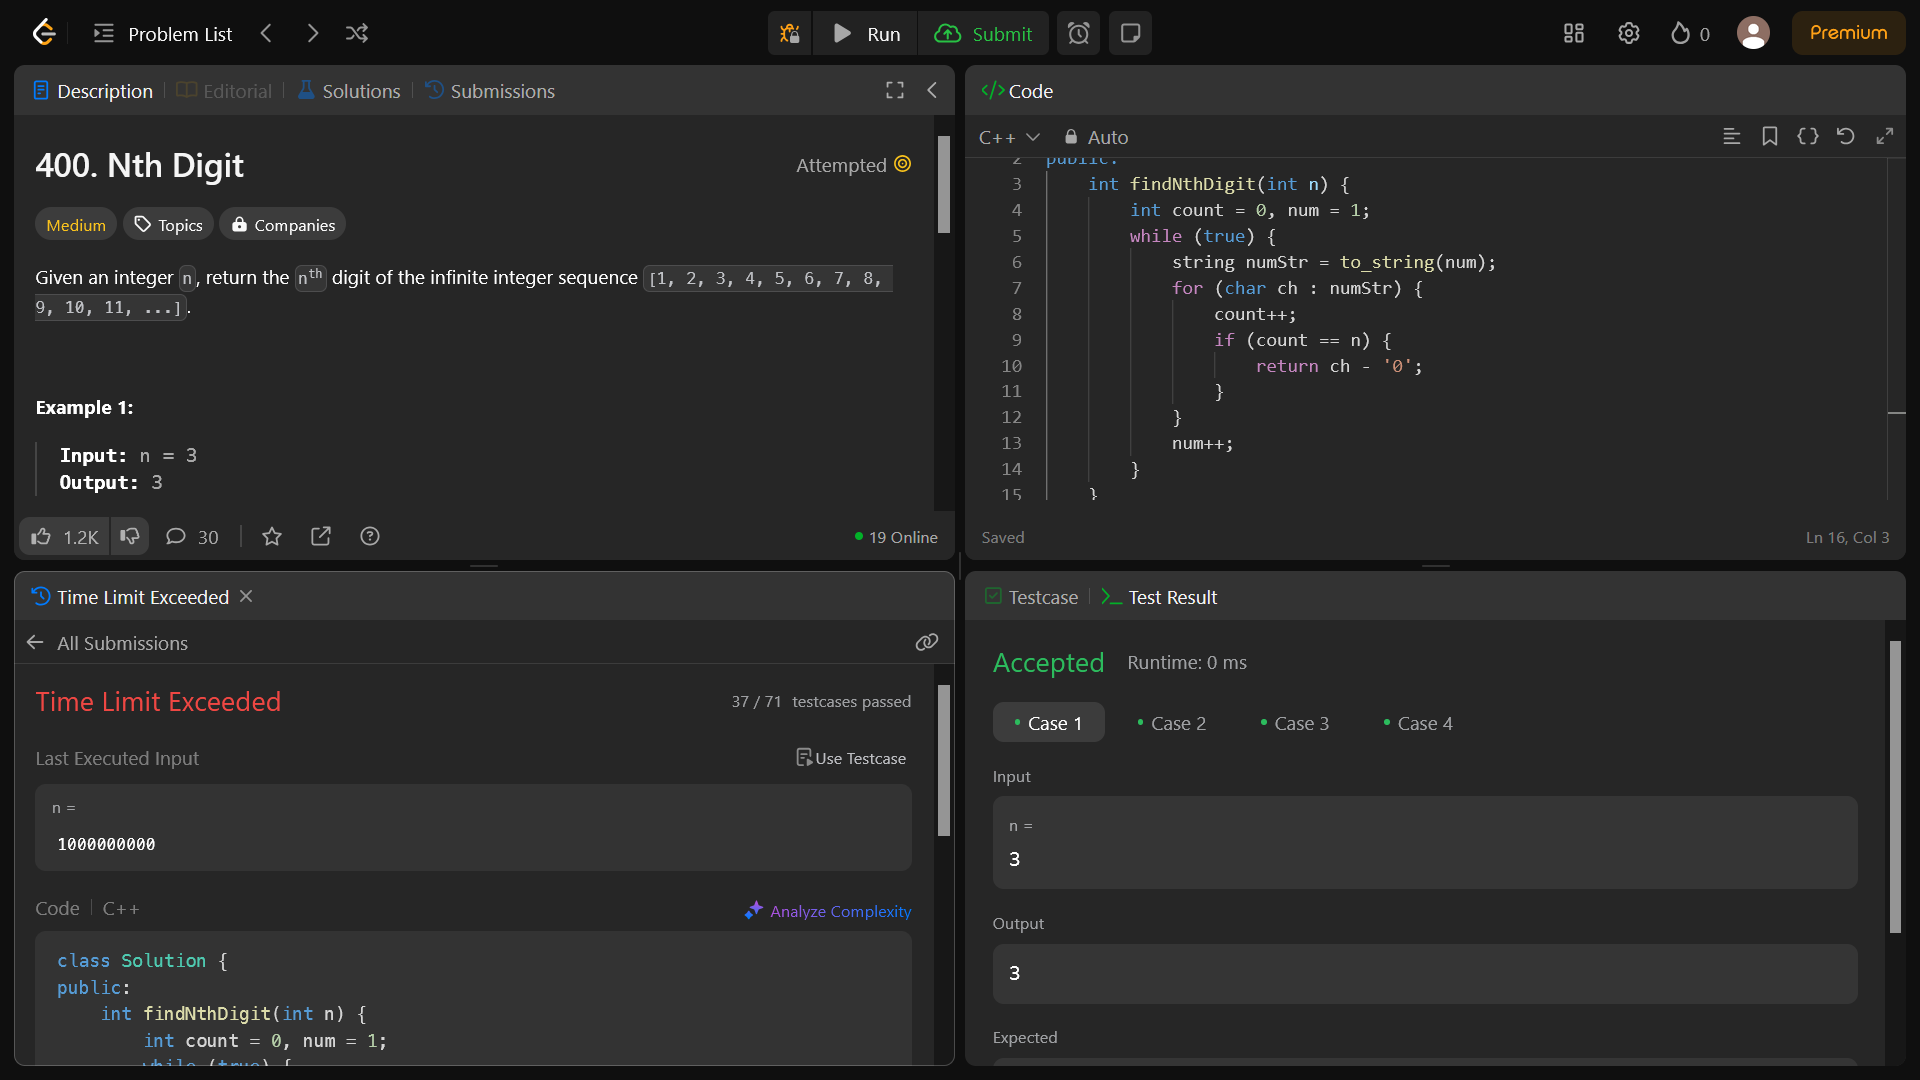 Problem List
Run
Submit
0
Premium
Description
Editorial
Solutions
Submissions
400. Nth Digit
Attempted
Medium
Topics
Companies
Given an integer n, return the nth digit of the infinite integer sequence [1, 2, 3, 4, 5, 6, 7, 8,
9, 10, 11, ...].
Example 1:
Input: n = 3
Output: 3
1.2K
30
19 Online
Code
C++
Auto
2 public:
3 int findNthDigit(int n) {
4 int count = 0, num = 1;
5 while (true) {
6 string numStr = to_string(num);
7 for (char ch : numStr) {
8 count++;
9 if (count == n) {
10 return ch - '0';
11 }
12 }
13 num++;
14 }
15 }
Saved
Ln 16, Col 3
Time Limit Exceeded
All Submissions
Time Limit Exceeded
37 / 71 testcases passed
Last Executed Input
Use Testcase
n =
1000000000
Code
C++
Analyze Complexity
class Solution {
public:
int findNthDigit(int n) {
int count = 0, num = 1;
while (true) {
Testcase
Test Result
Accepted
Runtime: 0 ms
Case 1
Case 2
Case 3
Case 4
Input
n =
3
Output
3
Expected